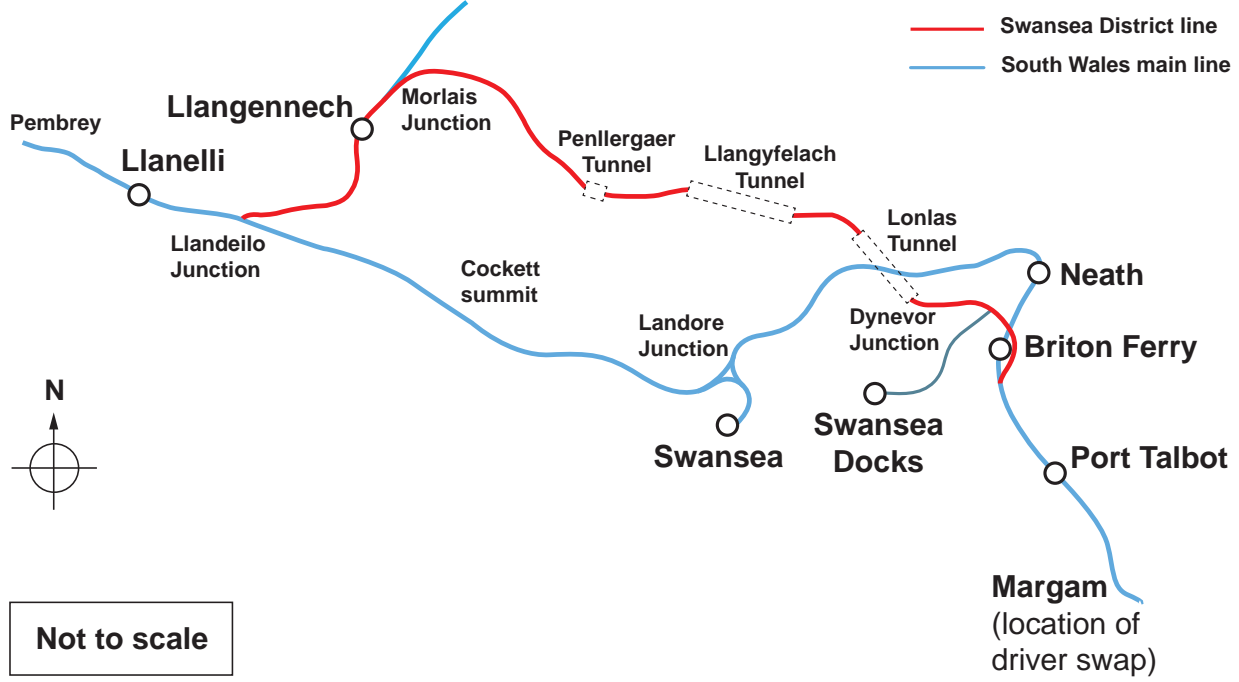 Swansea District line
South Wales main line
Llangennech
Morlais
Junction
Pembrey
Llanelli
Penllergaer
Tunnel
Llangyfelach
Tunnel
Llandeilo
Junction
Lonlas
Tunnel
Cockett
summit
Neath
Landore
Junction
Dynevor
Junction
Briton Ferry
N
Swansea
Swansea
Docks
Port Talbot
Margam
(location of
driver swap)
Not to scale